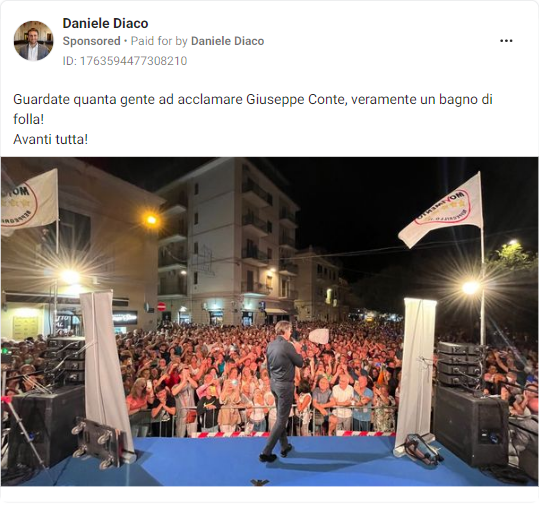 Daniele Diaco
Sponsored • Paid for by Daniele Diaco
ID: 1763594477308210
Guardate quanta gente ad acclamare Giuseppe Conte, veramente un bagno di
folla!
Avanti tutta!
MOVIMENTO